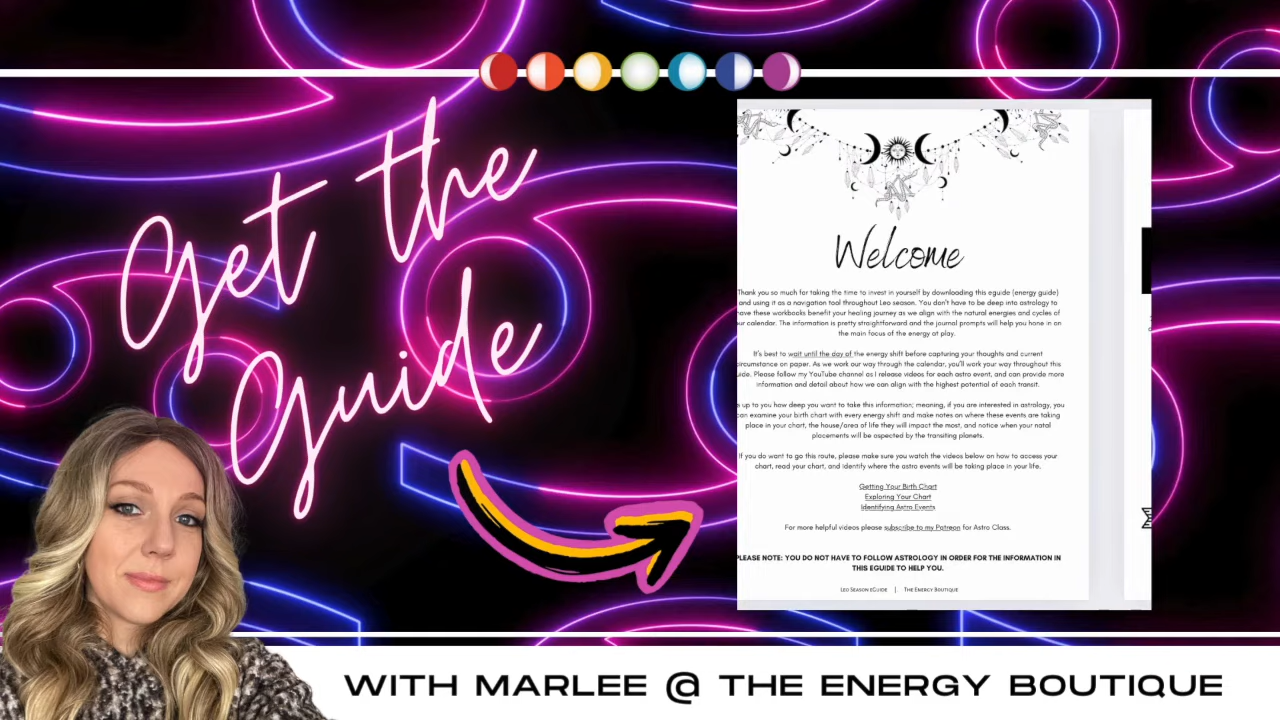 Get the
Guide
Welcome
Thank you so much for taking the time to invest in yourself by downloading this eguide (energy guide)
and using it as a navigation tool throughout Leo season. You don't have to be deep into astrology to
have these workbooks benefit your healing journey as we align with the natural energies and cycles of
our calendar. The information is pretty straightforward and the journal prompts will help you hone in on
the main focus of the energy at play.
It's best to wait until the day of the energy shift before capturing your thoughts and current
circumstance on paper. As we work our way through the calendar, you'll work your way throughout this
guide. Please follow my YouTube channel as I release videos for each astro event, and can provide more
information and detail about how we can align with the highest potential of each transit.
s up to you how deep you want to take this information; meaning, if you are interested in astrology, you
can examine your birth chart with every energy shift and make notes on where these events are taking
place in your chart, the house/area of life they will impact the most, and notice when your natal
placements will be aspected by the transiting planets.
If you do want to go this route, please make sure you watch the videos below on how to access your
chart, read your chart, and identify where the astro events will be taking place in your life.
Getting Your Birth Chart
Exploring Your Chart
Identifying Astro Events
For more helpful videos please subscribe to my Patreon for Astro Class.
PLEASE NOTE: YOU DO NOT HAVE TO FOLLOW ASTROLOGY IN ORDER FOR THE INFORMATION IN
THIS EGUIDE TO HELP YOU.
Leo Season eGuide | The Energy Boutique
WITH MARLEE @ THE ENERGY BOUTIQUE